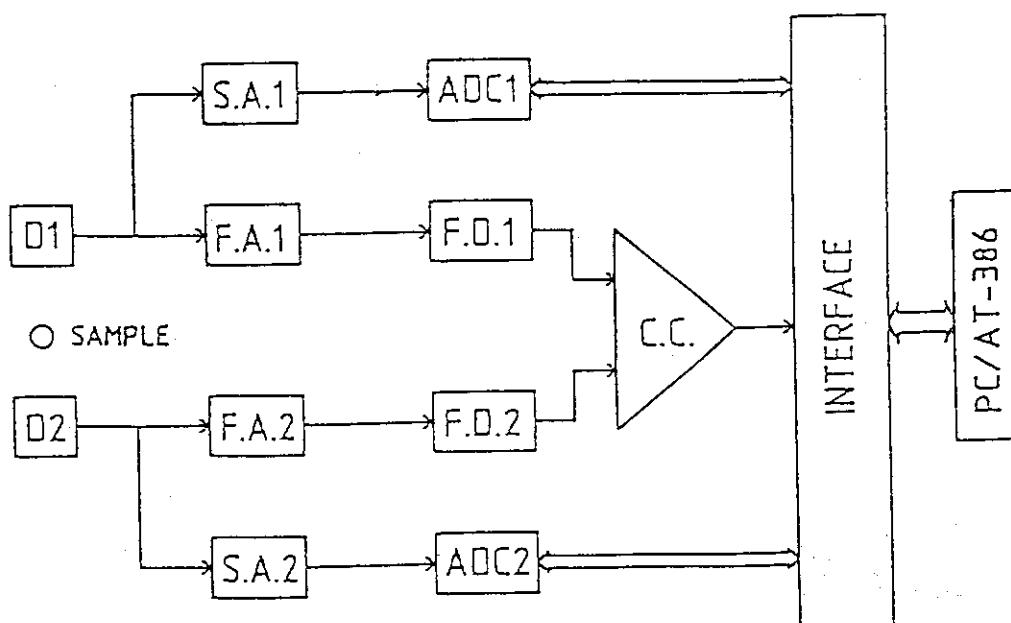 S.A.1
ADC1
D1
F.A.1
F.D.1
SAMPLE
C.C.
INTERFACE
PC/AT-386
D2
F.A.2
F.D.2
S.A.2
ADC2